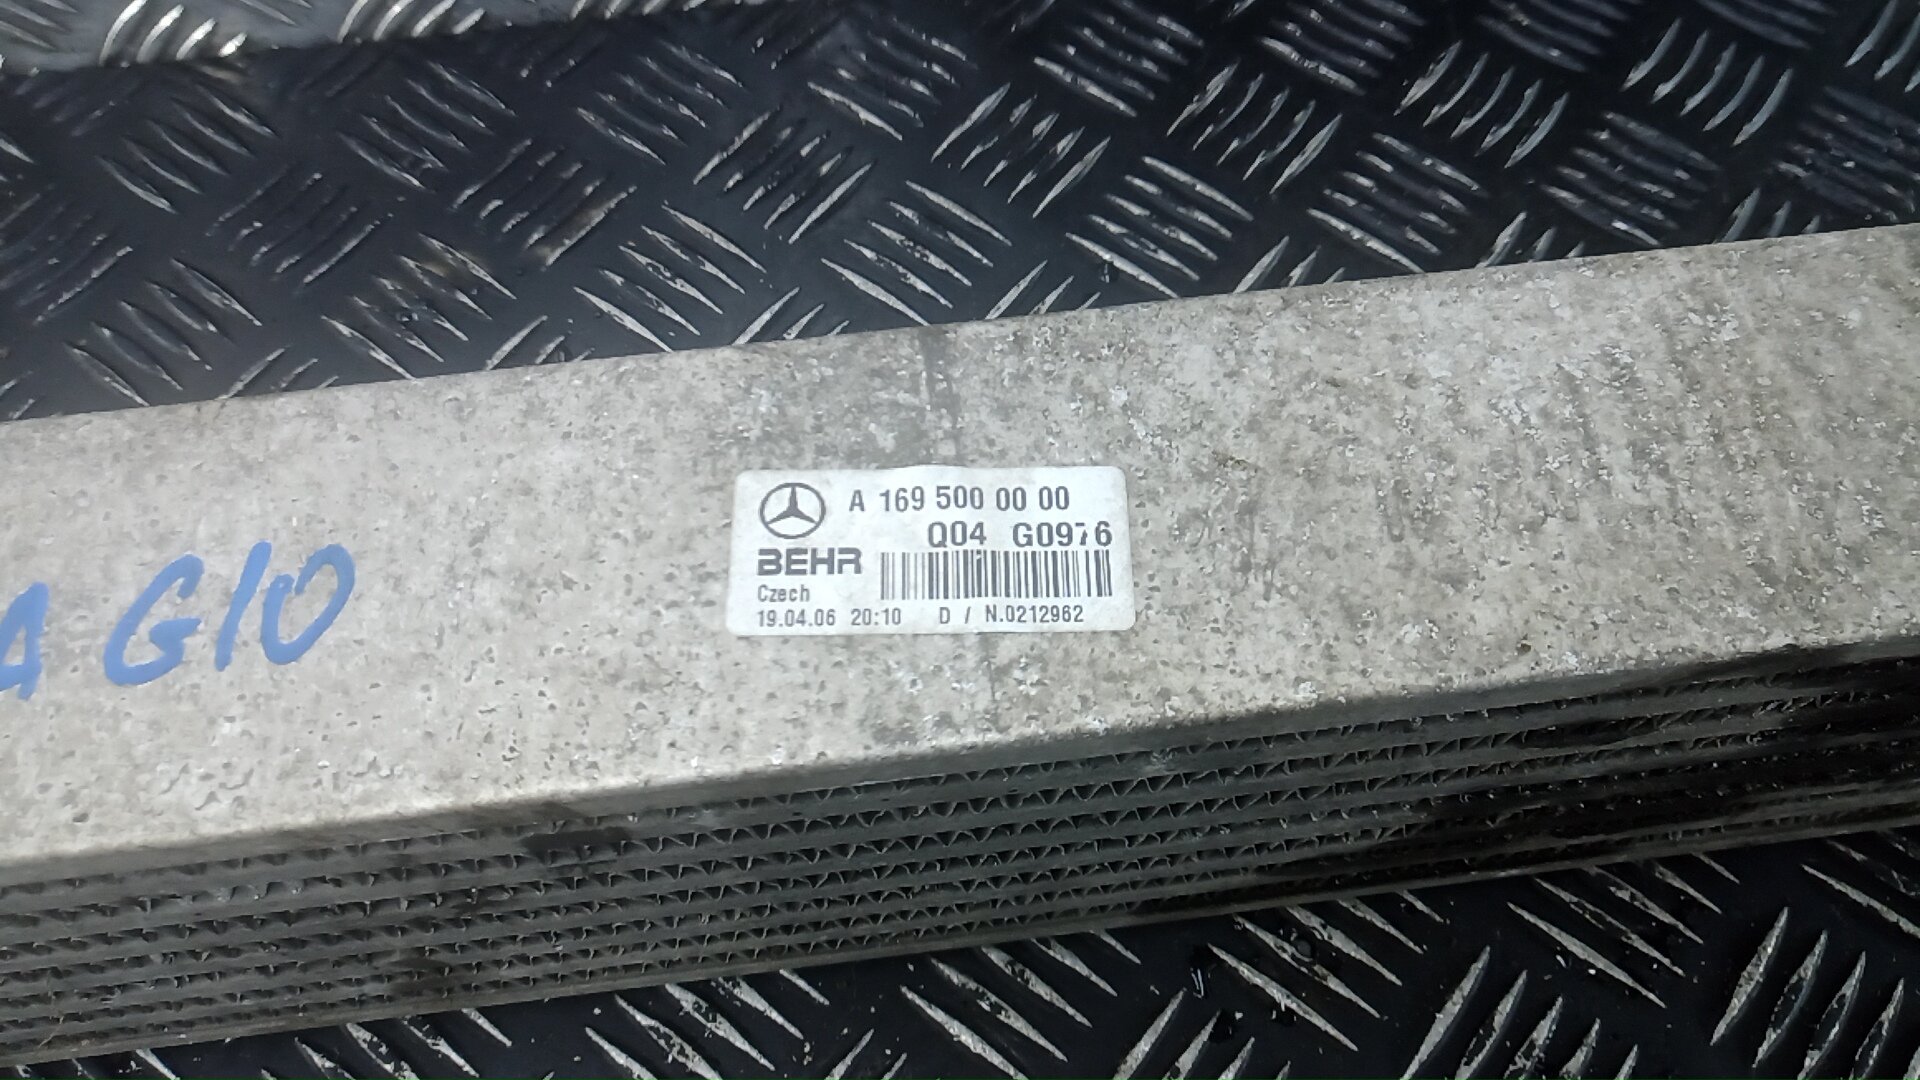 A 169 500 00 00
Q04 G0976
BEHR
Czech
19.04.06 20:10 D / N.0212962
A G10